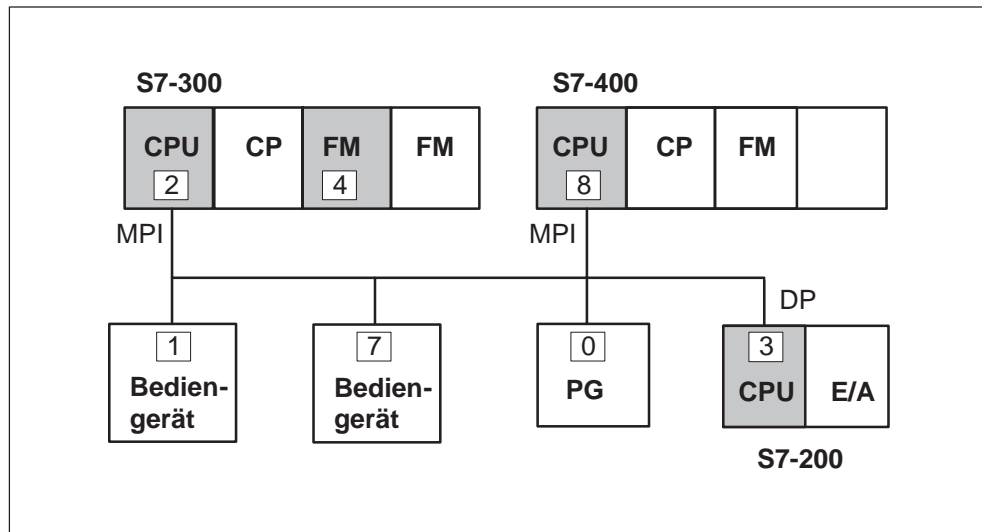 S7-300
S7-400
CPU CP FM FM
CPU CP FM
2 4
8
MPI
MPI
DP
1
7
0
3
Bedien-
gerät
Bedien-
gerät
PG
CPU E/A
S7-200